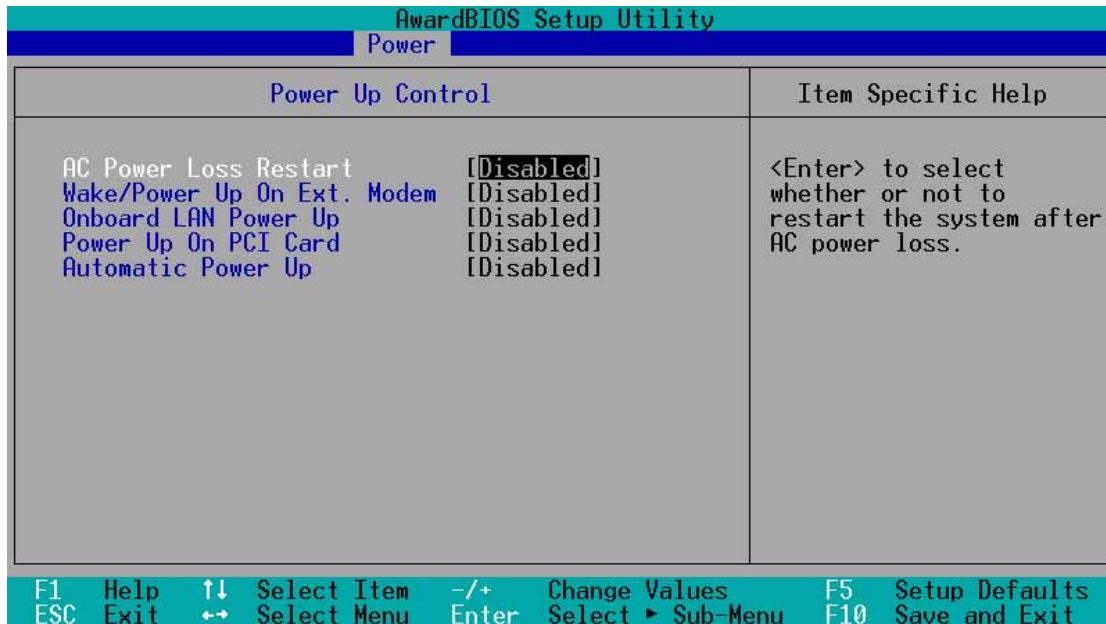 AwardBIOS Setup Utility
Power
Power Up Control
Item Specific Help
AC Power Loss Restart [Disabled]
Wake/Power Up On Ext. Modem [Disabled]
Onboard LAN Power Up [Disabled]
Power Up On PCI Card [Disabled]
Automatic Power Up [Disabled]
<Enter> to select
whether or not to
restart the system after
AC power loss.
F1 Help ↑↓ Select Item -/+ Change Values F5 Setup Defaults
ESC Exit ←→ Select Menu Enter Select ► Sub-Menu F10 Save and Exit